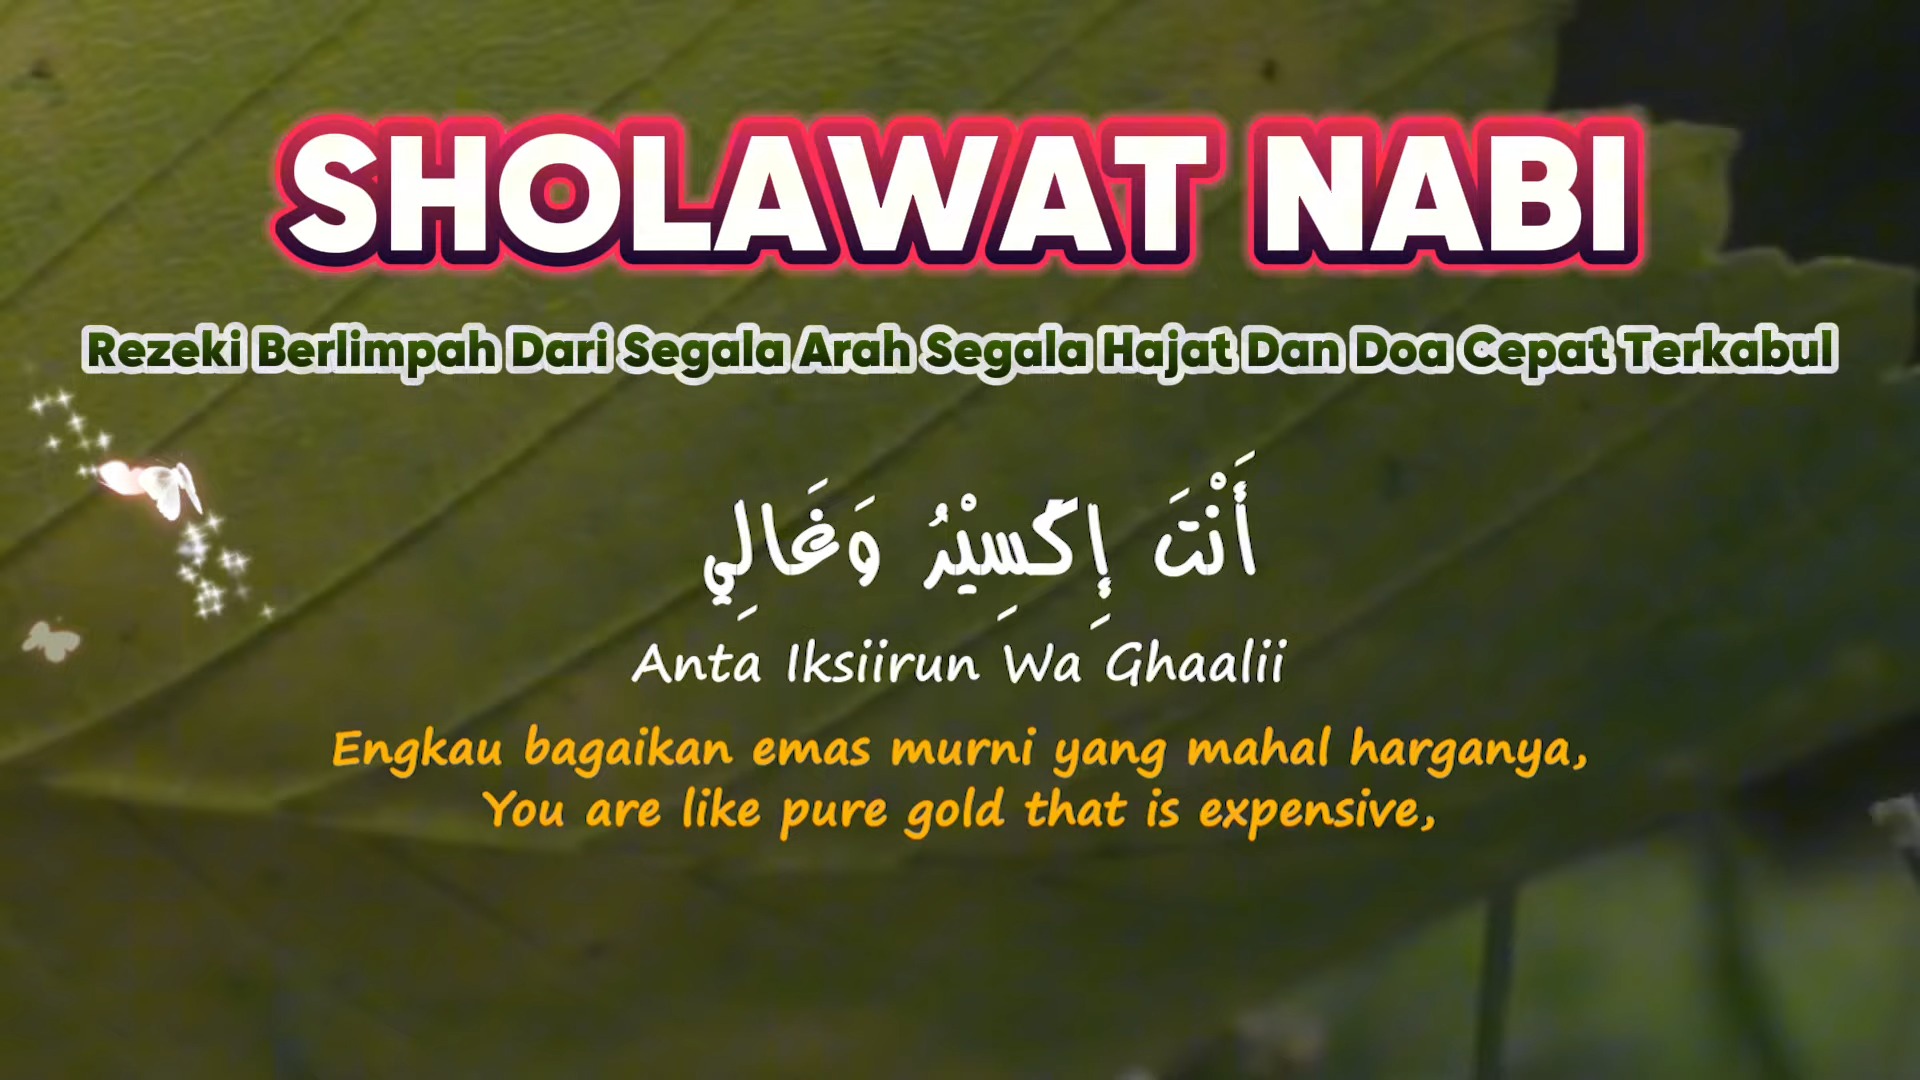 SHOLAWAT NABI
Rezeki Berlimpah Dari Segala Arah Segala Hajat Dan Doa Cepat Terkabul
أَنْتَ إِكسِيْرُ وَغَالِي
Anta Iksiirun Wa Ghaalii
Engkau bagaikan emas murni yang mahal harganya,
You are like pure gold that is expensive,